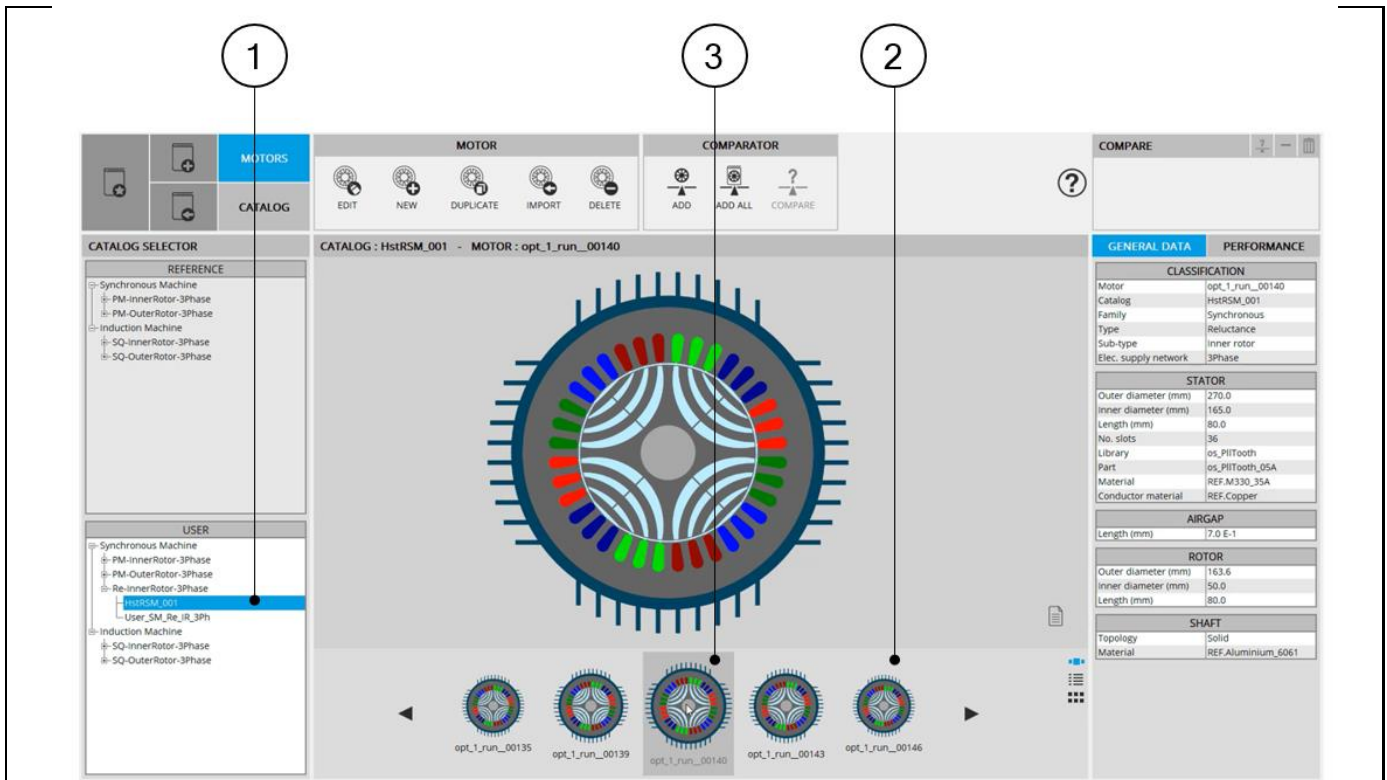 1
3
2
MOTORS
CATALOG
MOTOR
EDIT
NEW
DUPLICATE
IMPORT
DELETE
COMPARATOR
ADD
ADD ALL
?
COMPARE
?
COMPARE
?
CATALOG SELECTOR
REFERENCE
Synchronous Machine
PM-InnerRotor-3Phase
PM-OuterRotor-3Phase
Induction Machine
SQ-InnerRotor-3Phase
SQ-OuterRotor-3Phase
USER
Synchronous Machine
PM-InnerRotor-3Phase
PM-OuterRotor-3Phase
Re-InnerRotor-3Phase
HstRSM_001
User_SM_Re_IR_3Ph
Induction Machine
SQ-InnerRotor-3Phase
SQ-OuterRotor-3Phase
CATALOG : HstRSM_001 - MOTOR : opt_1_run__00140
opt_1_run__00135
opt_1_run__00139
opt_1_run__00140
opt_1_run__00143
opt_1_run__00146
GENERAL DATA PERFORMANCE
CLASSIFICATION
Motor opt_1_run__00140
Catalog HstRSM_001
Family Synchronous
Type Reluctance
Sub-type Inner rotor
Elec. supply network 3Phase
STATOR
Outer diameter (mm) 270.0
Inner diameter (mm) 165.0
Length (mm) 80.0
No. slots 36
Library os_PllTooth
Part os_PllTooth_05A
Material REF.M330_35A
Conductor material REF.Copper
AIRGAP
Length (mm) 7.0 E-1
ROTOR
Outer diameter (mm) 163.6
Inner diameter (mm) 50.0
Length (mm) 80.0
SHAFT
Topology Solid
Material REF.Aluminium_6061